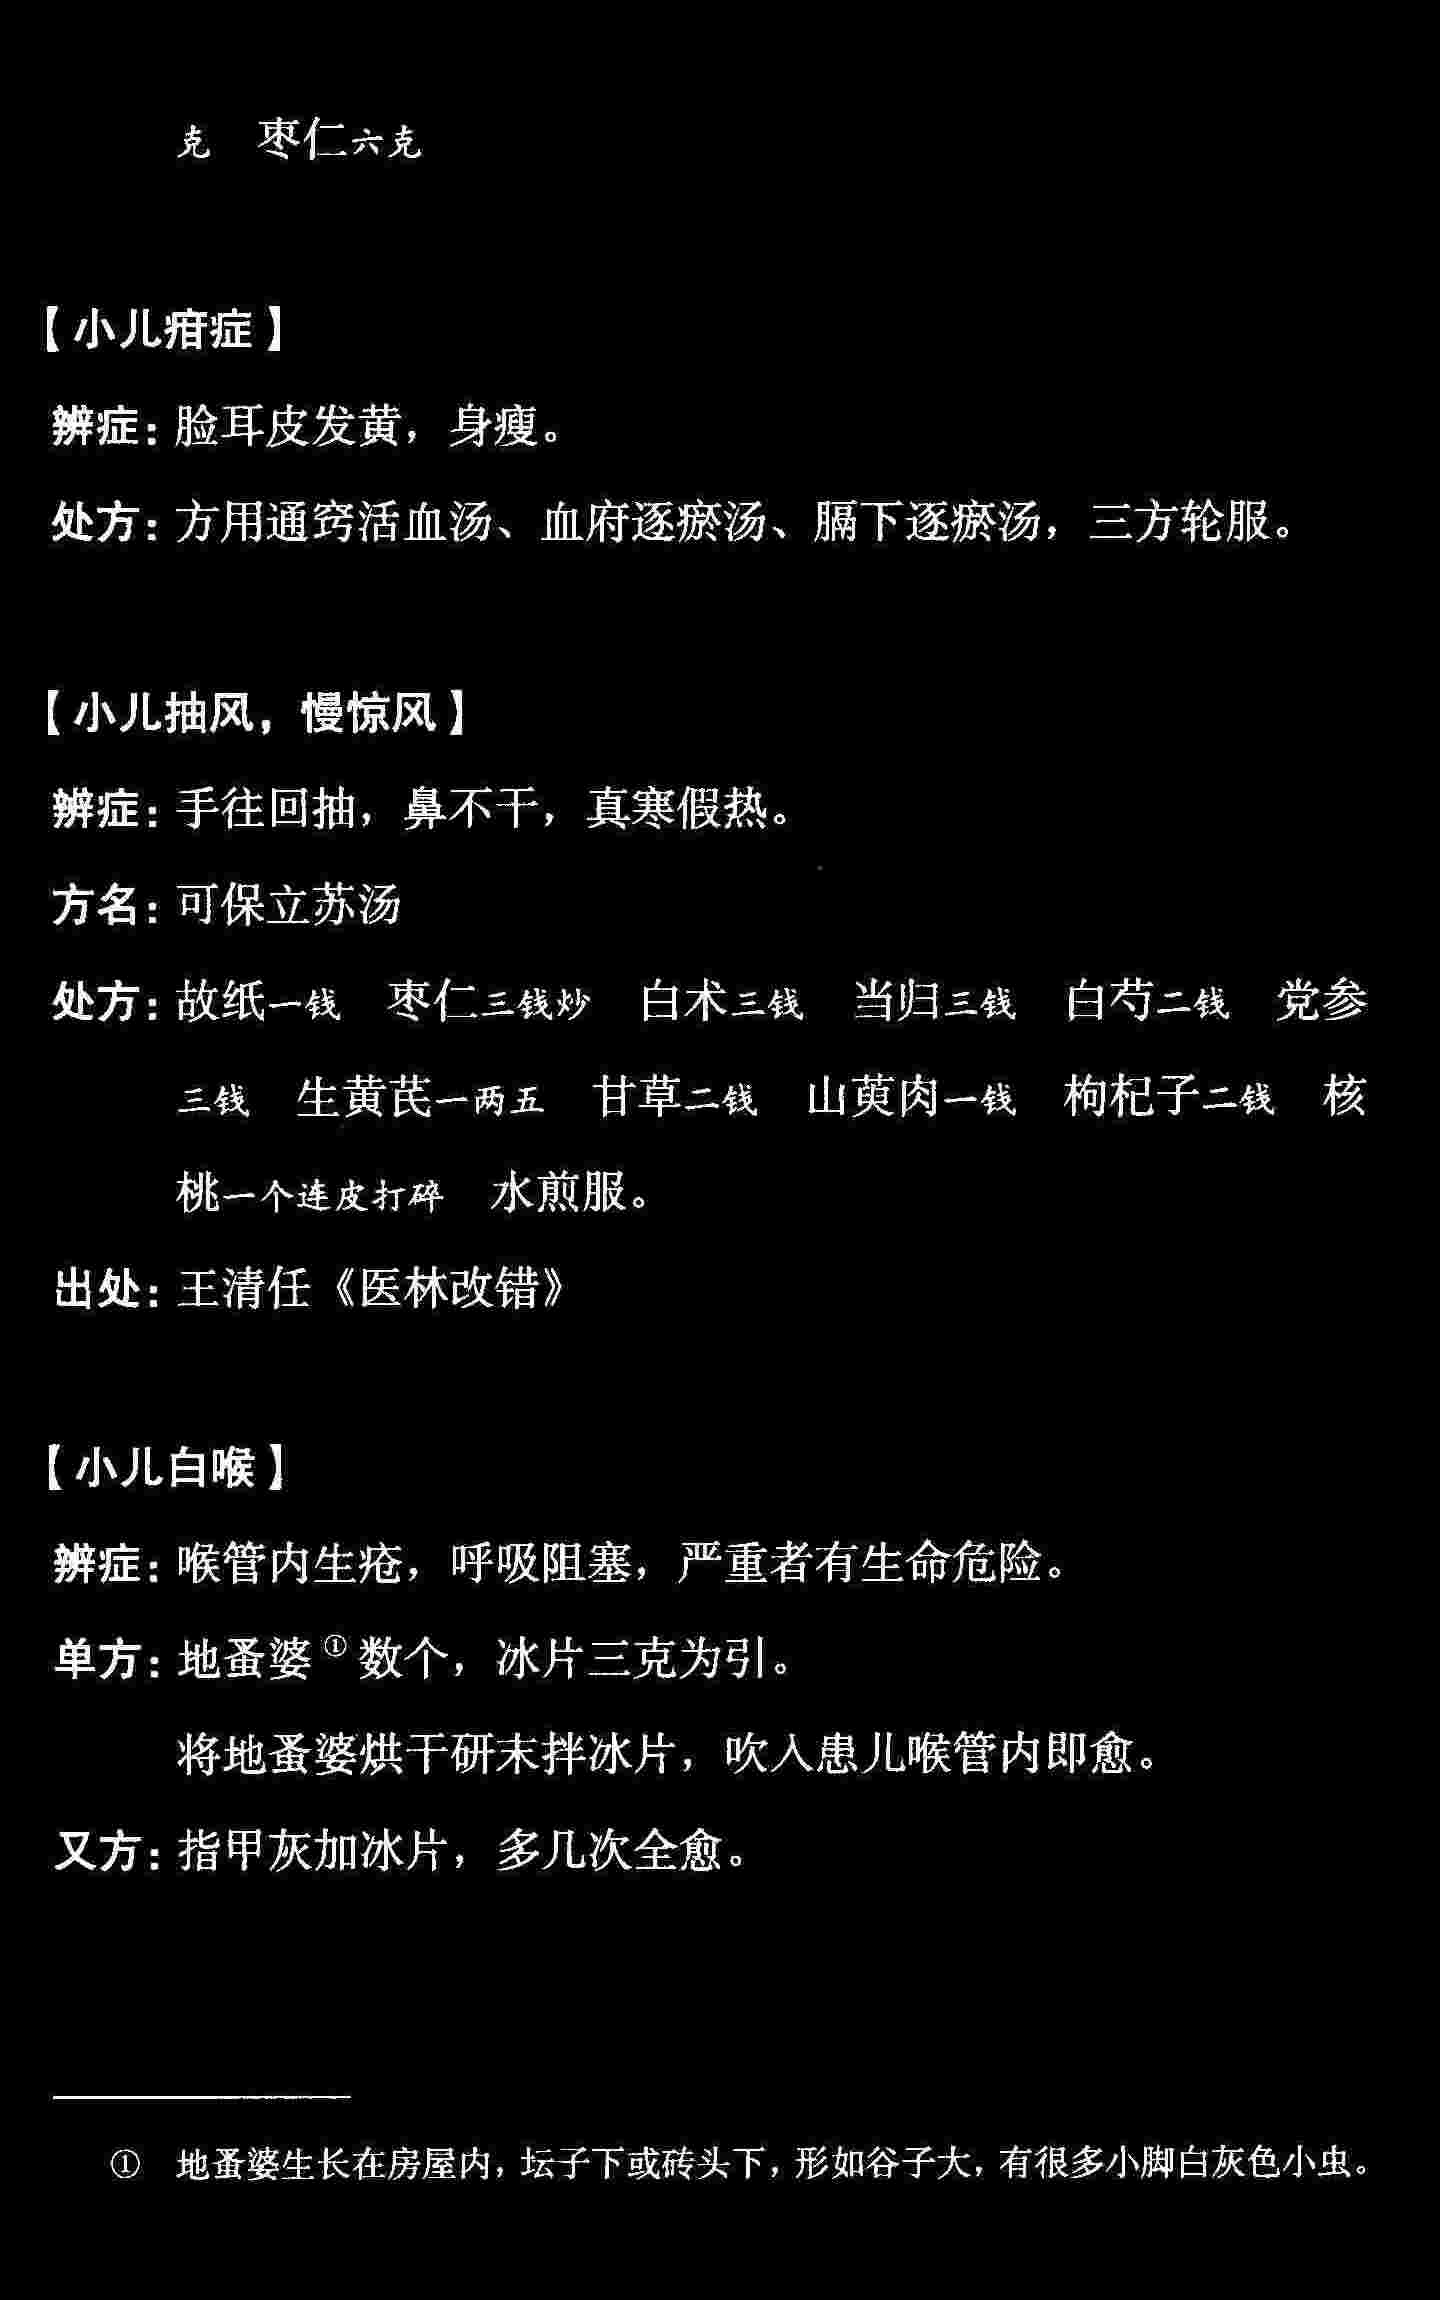 克　枣仁六克
【小儿疳症】
辨症：脸耳皮发黄，身瘦。
处方：方用通窍活血汤、血府逐瘀汤、膈下逐瘀汤，三方轮服。
【小儿抽风，慢惊风】
辨症：手往回抽，鼻不干，真寒假热。
方名：可保立苏汤
处方：故纸一钱　枣仁三钱炒　白术三钱　当归三钱　白芍二钱　党参
三钱　生黄芪一两五　甘草二钱　山萸肉一钱　枸杞子二钱　核
桃一个连皮打碎　水煎服。
出处：王清任《医林改错》
【小儿白喉】
辨症：喉管内生疮，呼吸阻塞，严重者有生命危险。
单方：地蚤婆①数个，冰片三克为引。
将地蚤婆烘干研末拌冰片，吹入患儿喉管内即愈。
又方：指甲灰加冰片，多几次全愈。
①　地蚤婆生长在房屋内，坛子下或砖头下，形如谷子大，有很多小脚白灰色小虫。